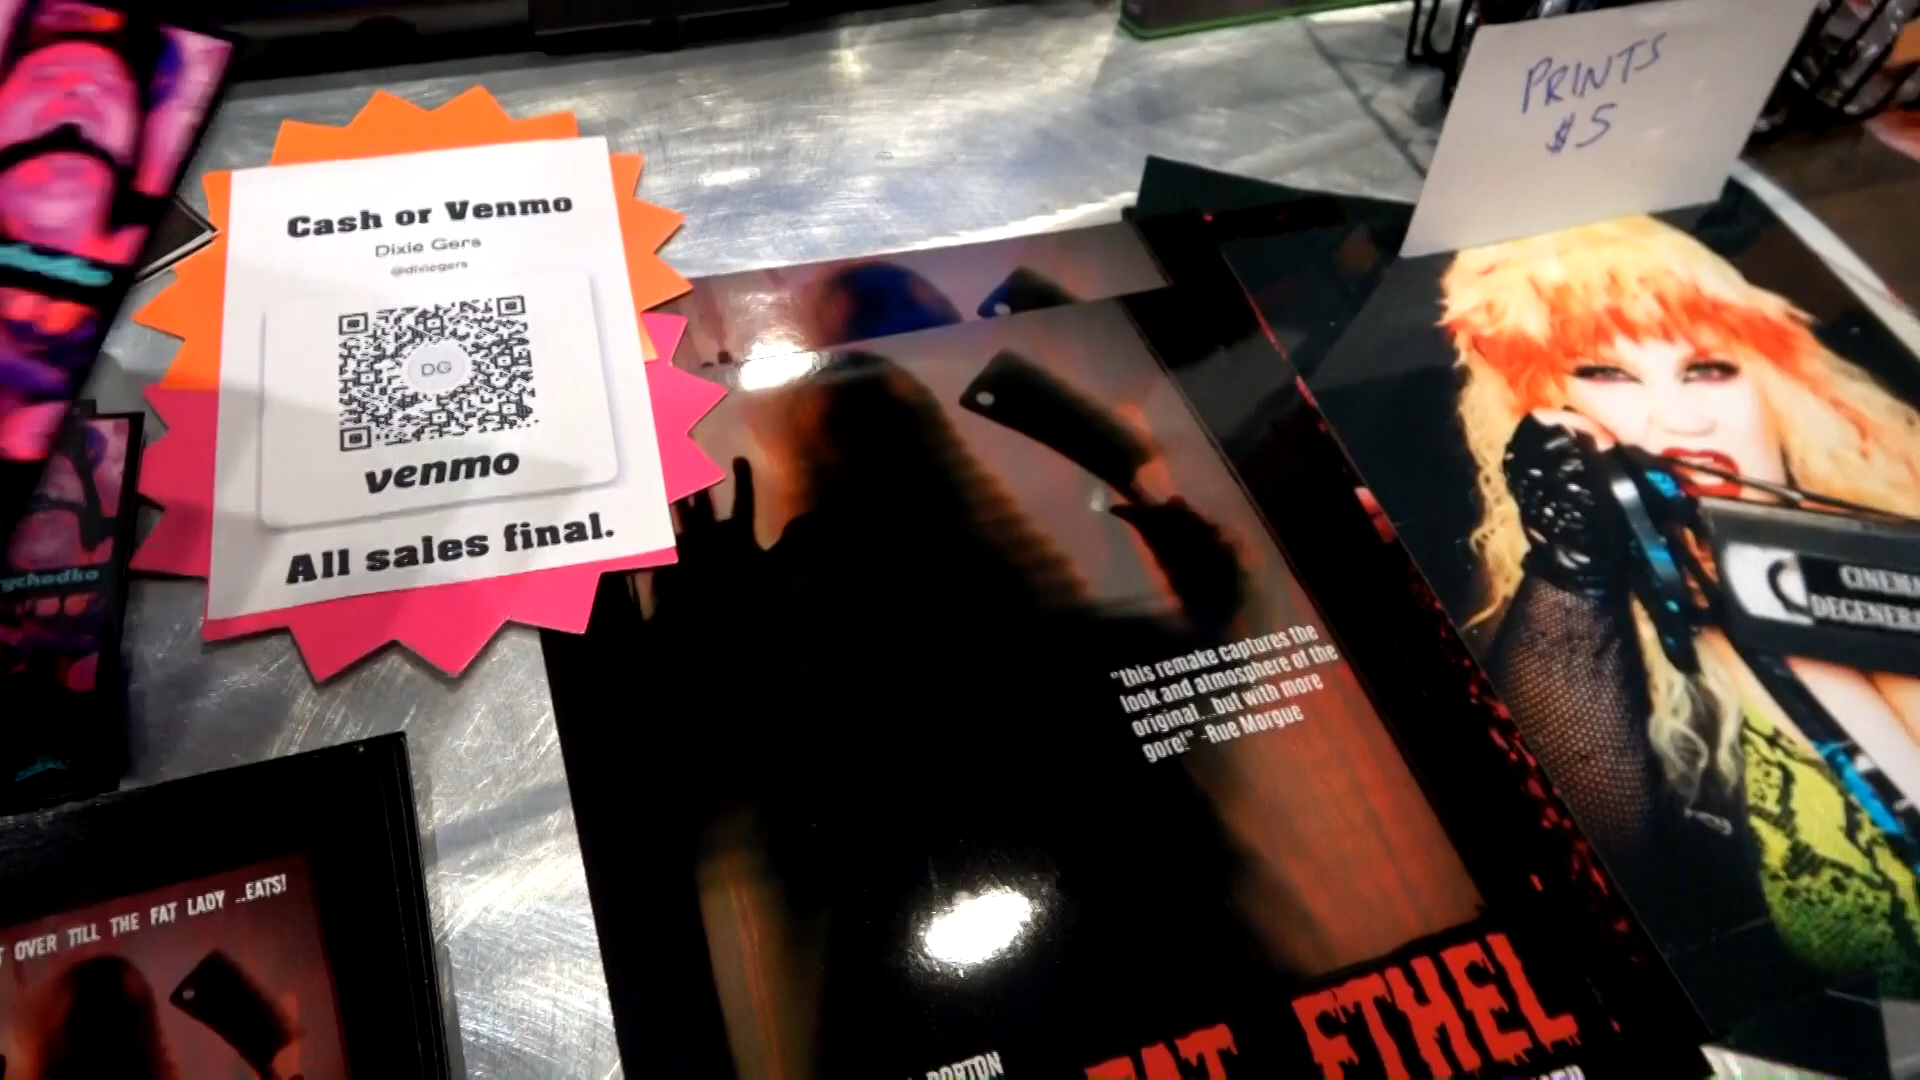 PRINTS
$5
Cash or Venmo
Dixie Gers
@dixiegers
DG
venmo
All sales final.
"this remake captures the
look and atmosphere of the
original...but with more
gore!" -Rue Morgue
CINEMA
OVER TILL THE FAT LADY ..EATS!
ETHEL